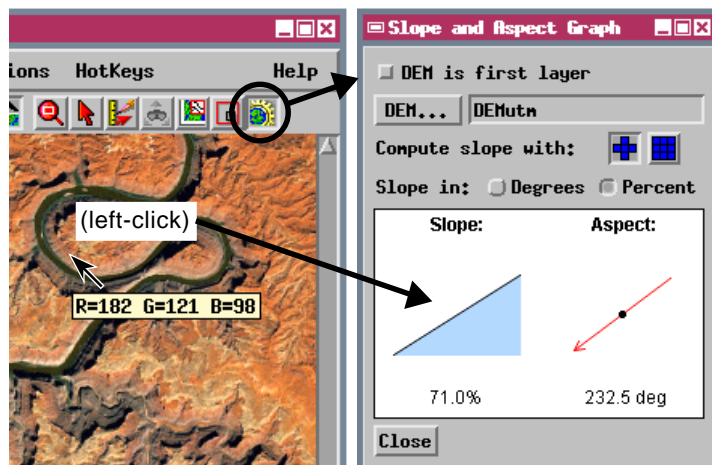 ions HotKeys Help
(left-click)
R=182 G=121 B=98
Slope and Aspect Graph
DEM is first layer
DEM... DEMutm
Compute slope with:
Slope in: Degrees Percent
Slope: Aspect:
71.0% 232.5 deg
Close